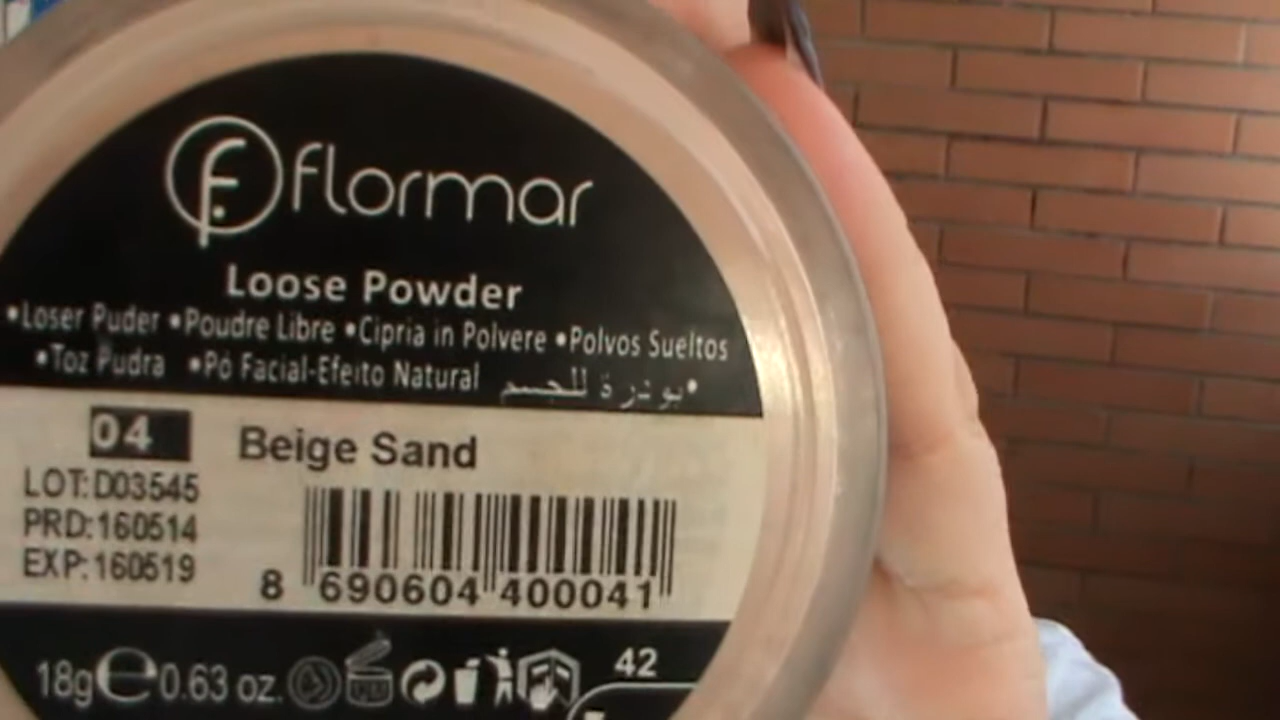 flormar
Loose Powder
•Loser Puder •Poudre Libre •Cipria in Polvere •Polvos Sueltos
•Toz Pudra •Pó Facial-Efeito Natural •بودرة للجسم
04 Beige Sand
LOT:D03545
PRD:160514
EXP:160519
8 690604 400041
18g e 0.63 oz. 42